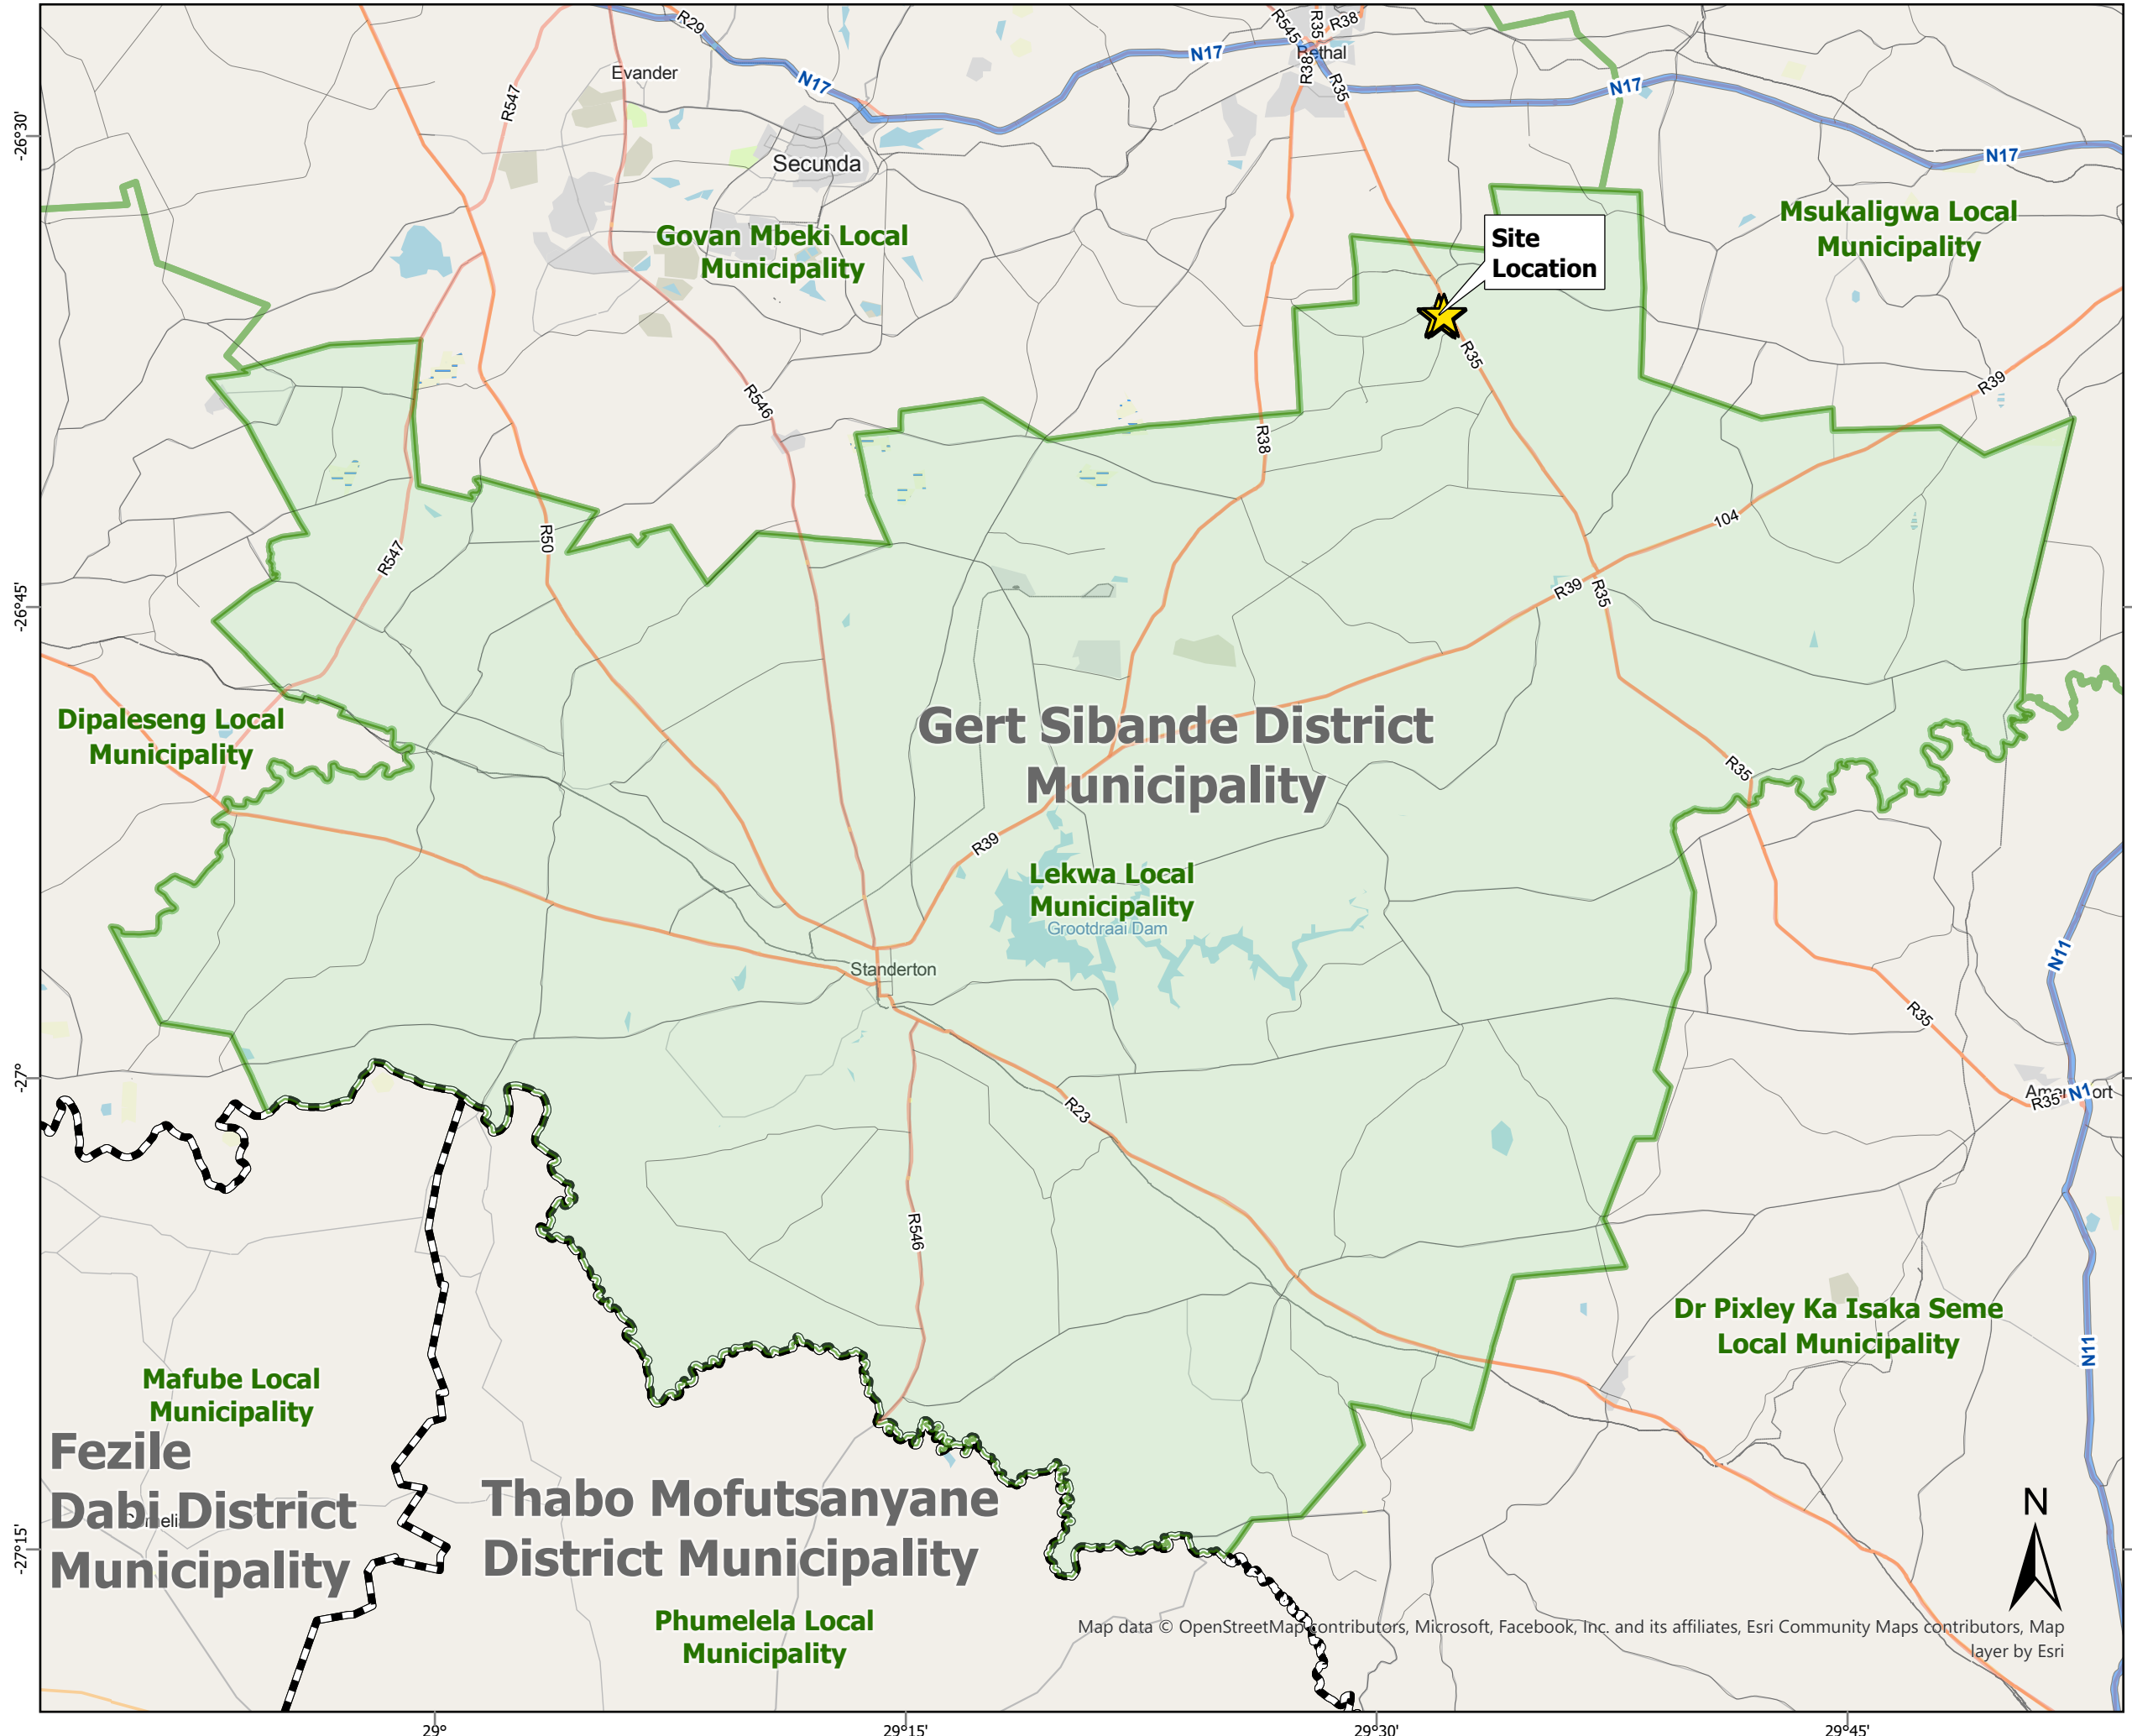 R29
R545
R35
R38
Bethal
N17
Evander
N17
R38
R35
N17
R547
-26°30'
Secunda
N17
Msukaligwa Local
Municipality
Govan Mbeki Local
Municipality
Site
Location
R35
R39
R546
R38
104
R50
R547
R39
R35
-26°45'
Dipaleseng Local
Municipality
Gert Sibande District
Municipality
R35
R39
Lekwa Local
Municipality
Grootdraai Dam
Standerton
N11
R35
-27°
R23
R35
N1
R546
Dr Pixley Ka Isaka Seme
Local Municipality
N11
Mafube Local
Municipality
Fezile
Dabi District
Municipality
Thabo Mofutsanyane
District Municipality
N
-27°15'
Phumelela Local
Municipality
Map data © OpenStreetMap contributors, Microsoft, Facebook, Inc. and its affiliates, Esri Community Maps contributors, Map
layer by Esri
29°
29°15'
29°30'
29°45'